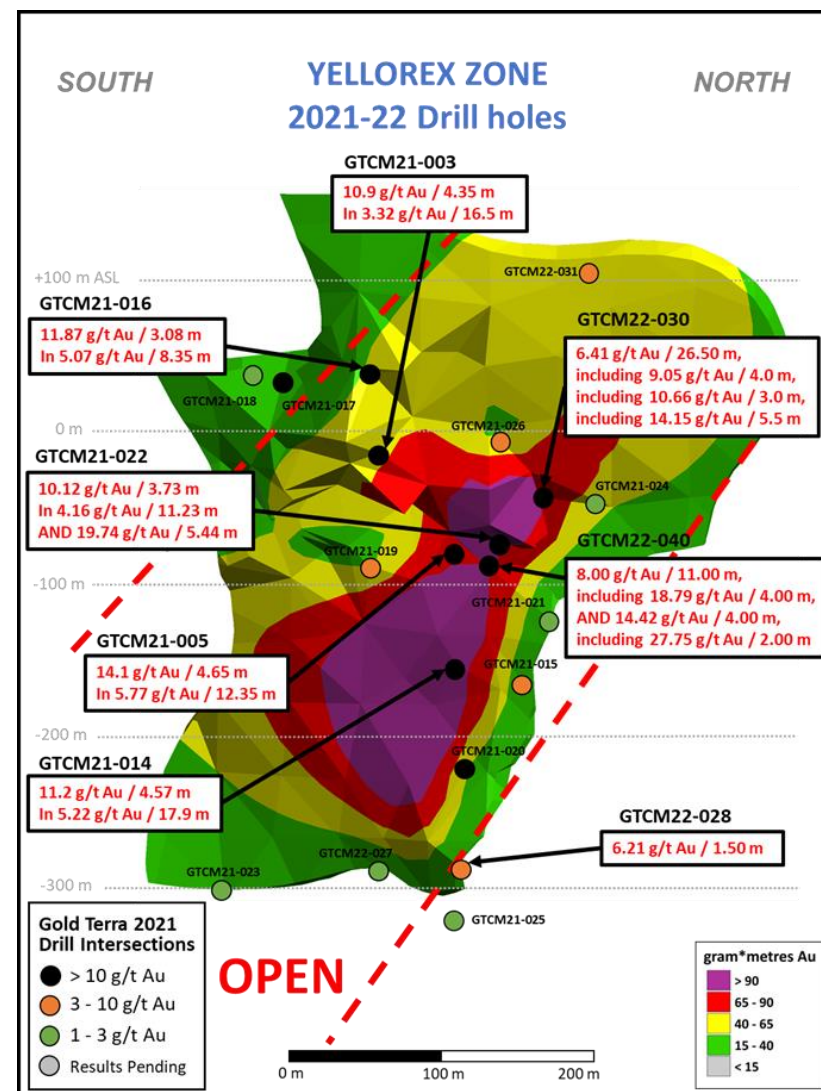 SOUTH
YELLOREX ZONE
NORTH
2021-22 Drill holes
GTCM21-003
10.9 g/t Au / 4.35 m
In 3.32 g/t Au / 16.5 m
+100 m ASL
GTCM22-031
GTCM21-016
11.87 g/t Au / 3.08 m
In 5.07 g/t Au / 8.35 m
GTCM22-030
6.41 g/t Au / 26.50 m,
including 9.05 g/t Au / 4.0 m,
including 10.66 g/t Au / 3.0 m,
including 14.15 g/t Au / 5.5 m
GTCM21-018
GTCM21-017
0 m
GTCM21-026
GTCM21-022
10.12 g/t Au / 3.73 m
In 4.16 g/t Au / 11.23 m
AND 19.74 g/t Au / 5.44 m
GTCM21-024
GTCM21-019
GTCM22-040
8.00 g/t Au / 11.00 m,
including 18.79 g/t Au / 4.00 m,
AND 14.42 g/t Au / 4.00 m,
including 27.75 g/t Au / 2.00 m
-100 m
GTCM21-021
GTCM21-005
14.1 g/t Au / 4.65 m
In 5.77 g/t Au / 12.35 m
GTCM21-015
-200 m
GTCM21-020
GTCM21-014
11.2 g/t Au / 4.57 m
In 5.22 g/t Au / 17.9 m
GTCM22-028
6.21 g/t Au / 1.50 m
GTCM21-023
GTCM22-027
-300 m
GTCM21-025
Gold Terra 2021
Drill Intersections
> 10 g/t Au
3 - 10 g/t Au
1 - 3 g/t Au
Results Pending
OPEN
gram*metres Au
> 90
65 - 90
40 - 65
15 - 40
< 15
0 m
100 m
200 m